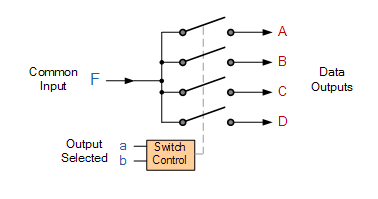 A
B
Common
Input
F
Data
Outputs
C
D
Output
Selected
a
b
Switch
Control